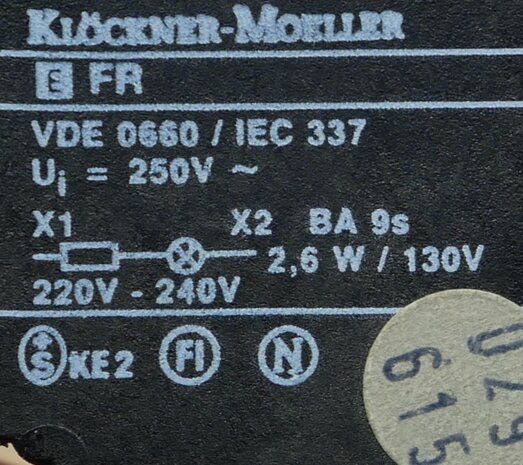 KLÖCKNER-MOELLER
E FR
VDE 0660 / IEC 337
Ui = 250V ~
X1 X2 BA 9s
2,6 W / 130V
220V - 240V
S KE2 FI N
029
615